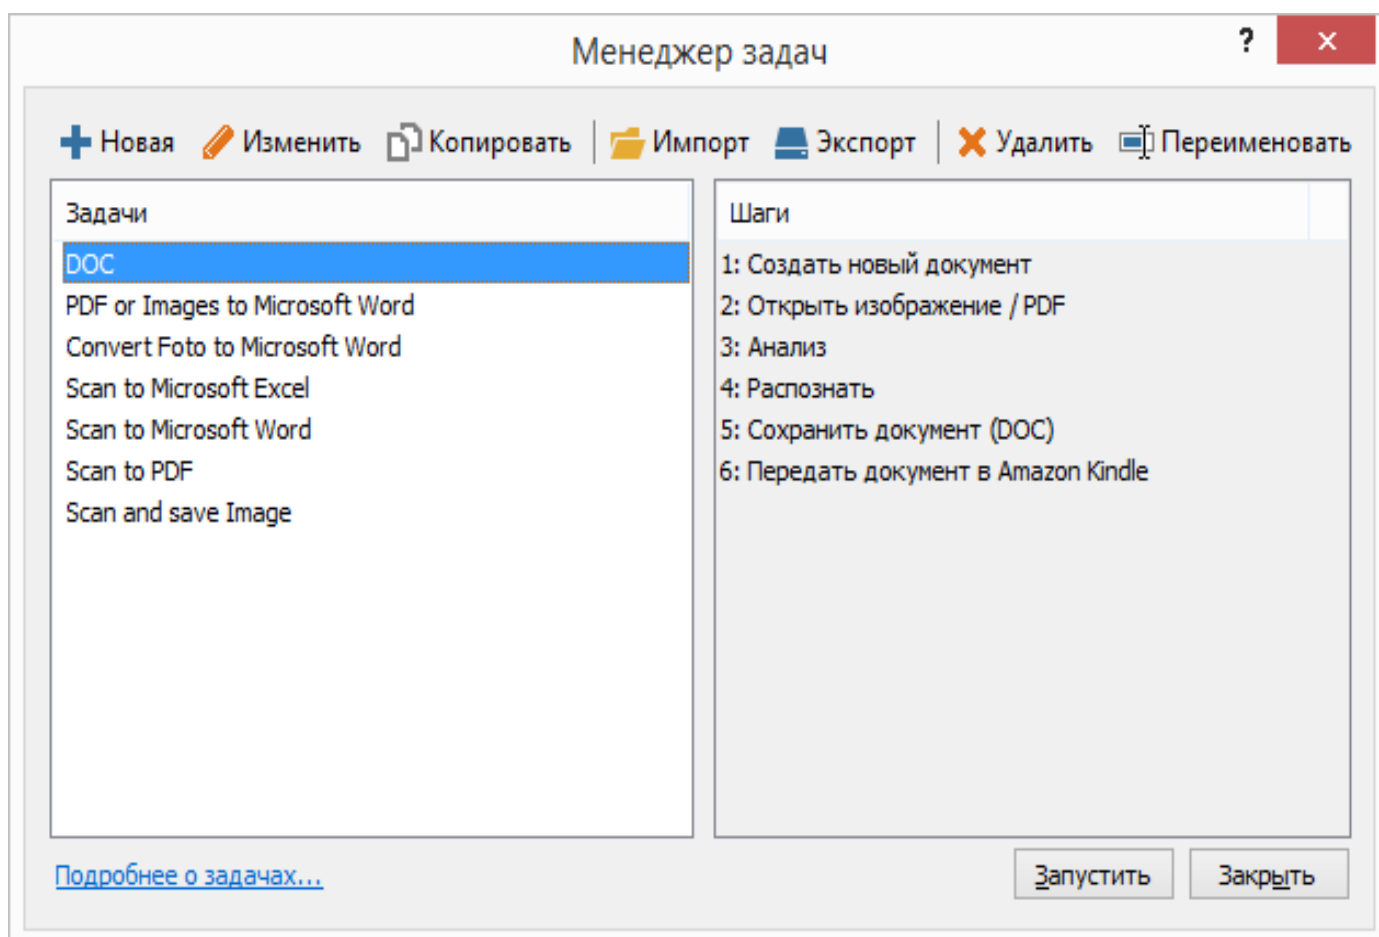 Менеджер задач ? ×
Новая Изменить Копировать Импорт Экспорт Удалить Переименовать
Задачи
DOC
PDF or Images to Microsoft Word
Convert Foto to Microsoft Word
Scan to Microsoft Excel
Scan to Microsoft Word
Scan to PDF
Scan and save Image
Шаги
1: Создать новый документ
2: Открыть изображение / PDF
3: Анализ
4: Распознать
5: Сохранить документ (DOC)
6: Передать документ в Amazon Kindle
Подробнее о задачах...
Запустить Закрыть